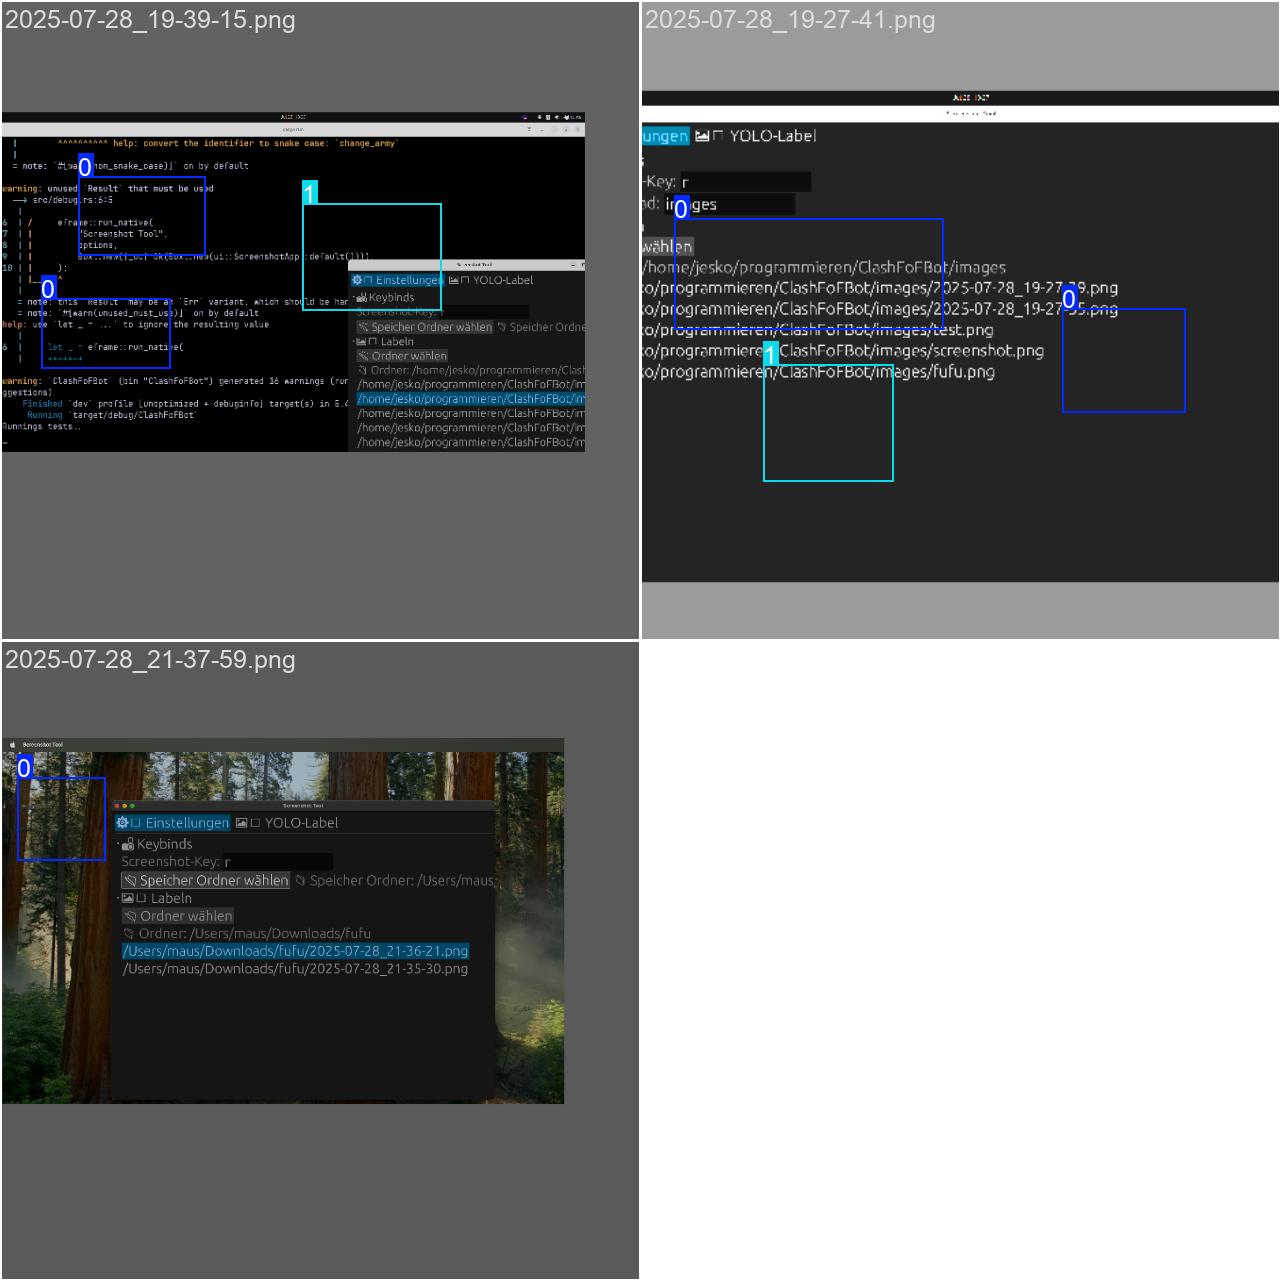 2025-07-28_19-39-15.png
^^^^^^^^^ help: convert the identifier to snake case: `change_army`
= note: `#[wa non_snake_case)]` on by default
0
warning: unused `Result` that must be used
--> src/debug.rs:6:5
1
6 | / eframe::run_native(
7 | | "Screenshot Tool",
8 | | options,
9 | | Box::new(|_cc| Ok(Box::new(ui::ScreenshotApp::default()))),
10 | | );
| |_____^
0
= note: this `Result` may be an `Err` variant, which should be han
= note: `#[warn(unused_must_use)]` on by default
help: use `let _ = ...` to ignore the resulting value
6 | let _ = eframe::run_native(
| +++++++
warning: `ClashFoFBot` (bin "ClashFoFBot") generated 16 warnings (run
ggestions)
Finished `dev` profile [unoptimized + debuginfo] target(s) in 5.4
Running `target/debug/ClashFoFBot`
Runnings tests..
Screenshot Tool
Einstellungen YOLO-Label
Keybinds
Screenshot-Key: r
Speicher Ordner wählen Speicher Ordne
Labeln
Ordner wählen
Ordner: /home/jesko/programmieren/Clash
/home/jesko/programmieren/ClashFoFBot/im
/home/jesko/programmieren/ClashFoFBot/im
/home/jesko/programmieren/ClashFoFBot/im
/home/jesko/programmieren/ClashFoFBot/im
/home/jesko/programmieren/ClashFoFBot/im
2025-07-28_19-27-41.png
Screenshot Tool
ungen YOLO-Label
-Key: r
nd: images
0
wählen
/home/jesko/programmieren/ClashFoFBot/images
ko/programmieren/ClashFoFBot/images/2025-07-28_19-27-39.png
0
ko/programmieren/ClashFoFBot/images/2025-07-28_19-27-35.png
ko/programmieren/ClashFoFBot/images/test.png
1
ko/programmieren/ClashFoFBot/images/screenshot.png
ko/programmieren/ClashFoFBot/images/fufu.png
2025-07-28_21-37-59.png
Screenshot Tool
0
Screenshot Tool
Einstellungen YOLO-Label
Keybinds
Screenshot-Key: r
Speicher Ordner wählen Speicher Ordner: /Users/maus,
Labeln
Ordner wählen
Ordner: /Users/maus/Downloads/fufu
/Users/maus/Downloads/fufu/2025-07-28_21-36-21.png
/Users/maus/Downloads/fufu/2025-07-28_21-35-30.png